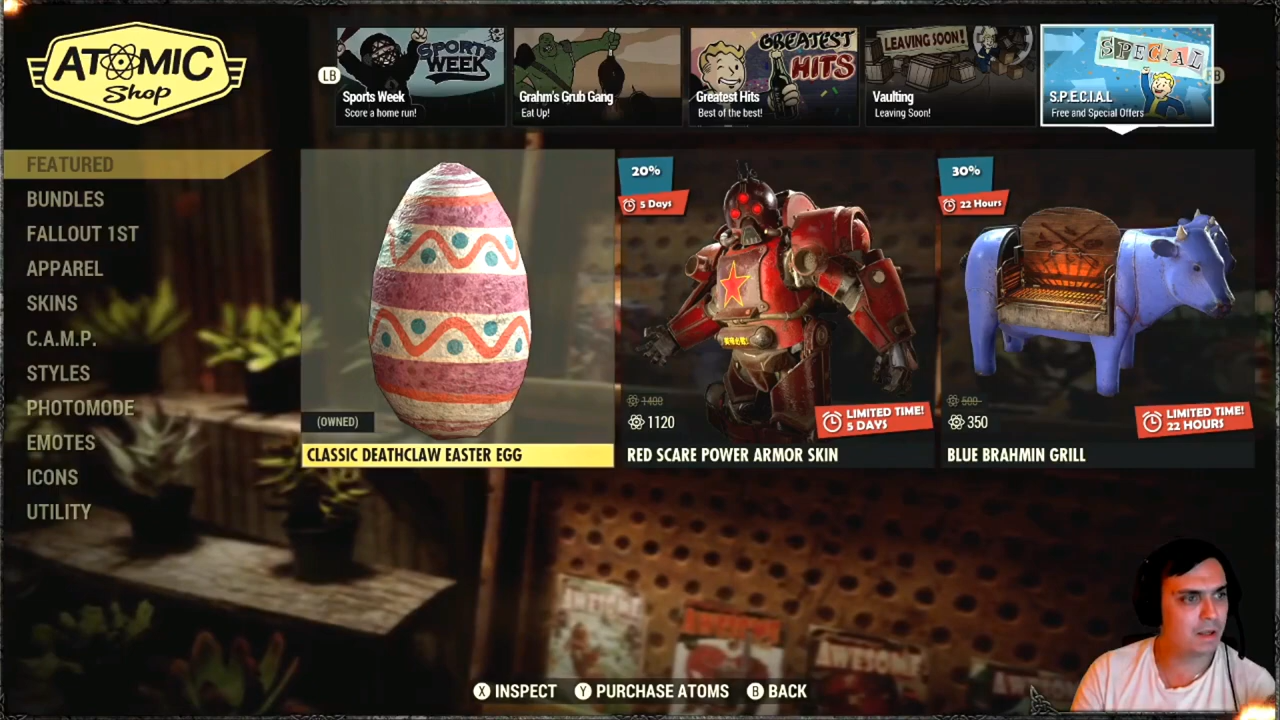 ATOMIC
Shop
LB
SPORTS
WEEK
Sports Week
Score a home run!
Grahm's Grub Gang
Eat Up!
GREATEST
HITS
Greatest Hits
Best of the best!
LEAVING SOON!
Vaulting
Leaving Soon!
SPECIAL
S.P.E.C.I.A.L
Free and Special Offers
FEATURED
BUNDLES
FALLOUT 1ST
APPAREL
SKINS
C.A.M.P.
STYLES
PHOTOMODE
EMOTES
ICONS
UTILITY
(OWNED)
CLASSIC DEATHCLAW EASTER EGG
20%
5 Days
1400
1120
LIMITED TIME!
5 DAYS
RED SCARE POWER ARMOR SKIN
30%
22 Hours
500
350
LIMITED TIME!
22 HOURS
BLUE BRAHMIN GRILL
AWESOME
AWESOME
X INSPECT Y PURCHASE ATOMS B BACK